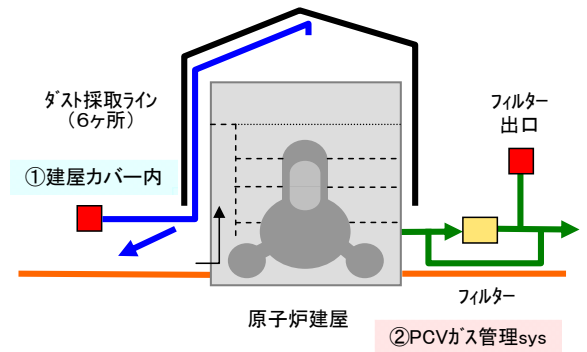 ﾀﾞｽﾄ採取ﾗｲﾝ
（6ヶ所）
①建屋カバー内
ﾌｨﾙﾀｰ
出口
ﾌｨﾙﾀｰ
原子炉建屋
②PCVｶﾞｽ管理sys